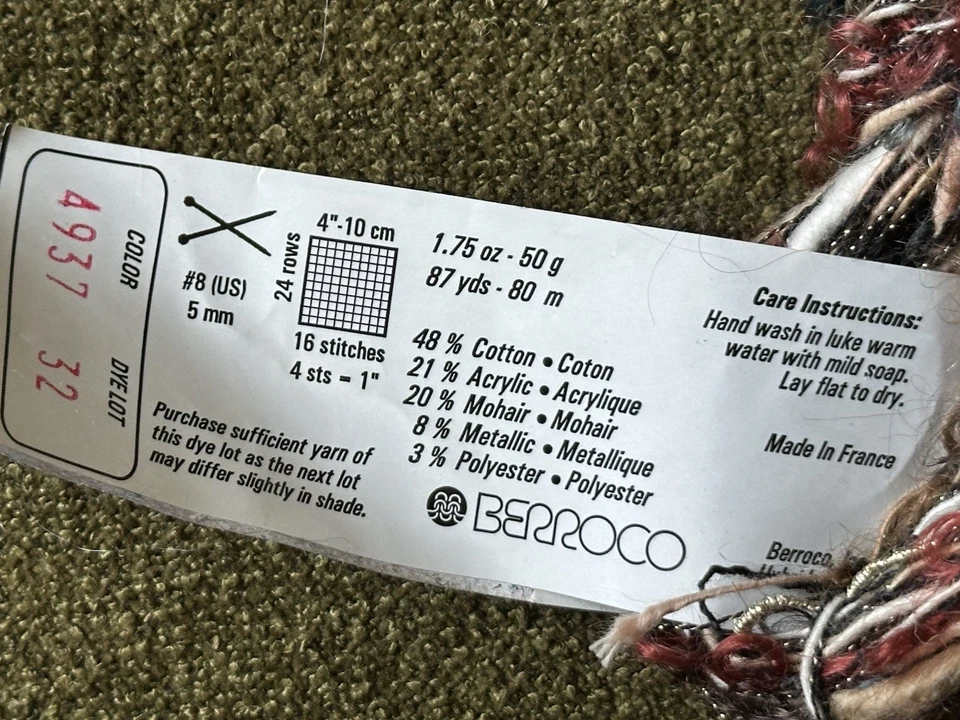 COLOR
4937
DYE LOT
32
#8 (US)
5 mm
4"-10 cm
24 rows
16 stitches
4 sts = 1"
Purchase sufficient yarn of
this dye lot as the next lot
may differ slightly in shade.
1.75 oz - 50 g
87 yds - 80 m
48 % Cotton • Coton
21 % Acrylic • Acrylique
20 % Mohair • Mohair
8 % Metallic • Metallique
3 % Polyester • Polyester
BERROCO
Care Instructions:
Hand wash in luke warm
water with mild soap.
Lay flat to dry.
Made In France
Berroco,